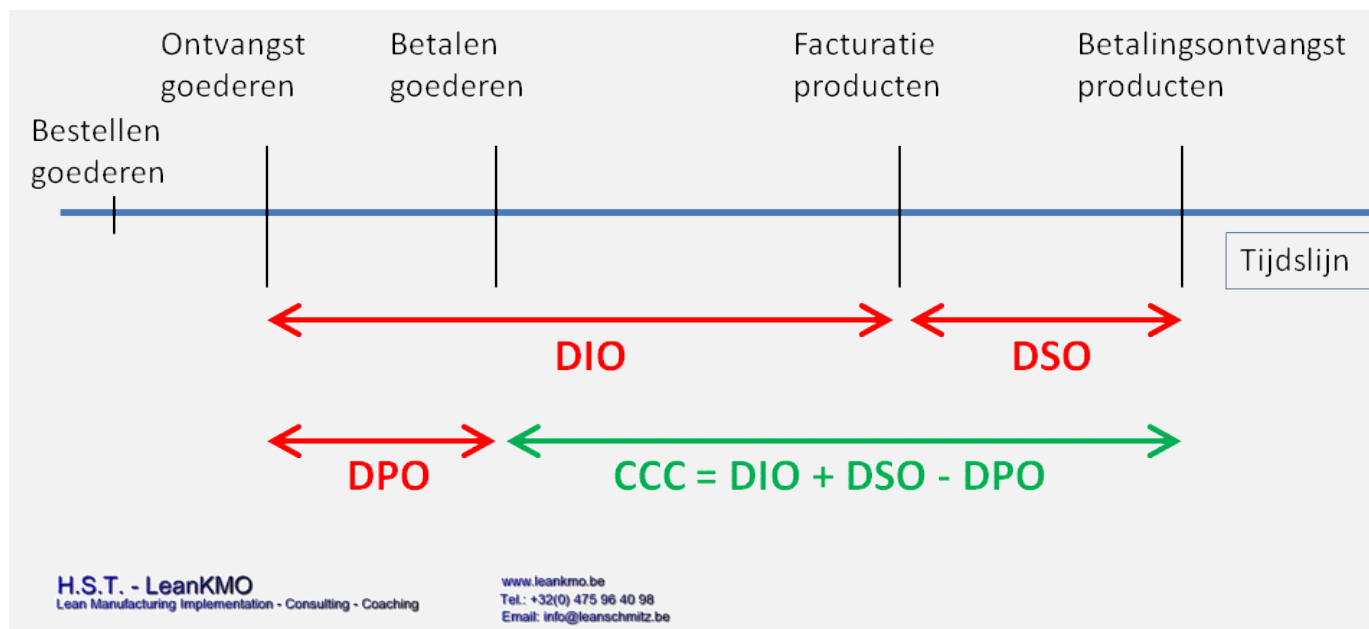 Ontvangst
goederen
Betalen
goederen
Facturatie
producten
Betalingsontvangst
producten
Bestellen
goederen
Tijdslijn
DIO
DSO
DPO
CCC = DIO + DSO - DPO
H.S.T. - LeanKMO
Lean Manufacturing Implementation - Consulting - Coaching
www.leankmo.be
Tel.: +32(0) 475 96 40 98
Email: info@leanschmitz.be